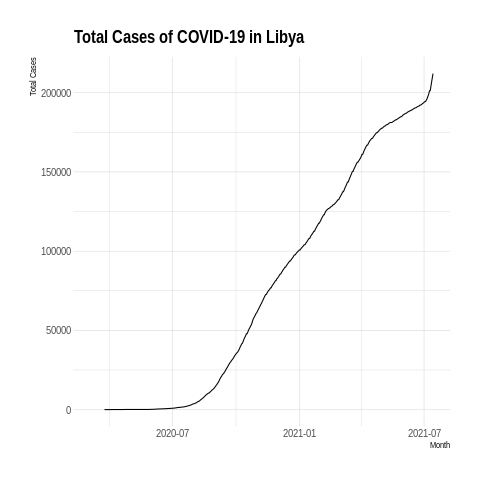 Total Cases of COVID-19 in Libya
Total Cases
200000
150000
100000
50000
0
2020-07 2021-01 2021-07
Month